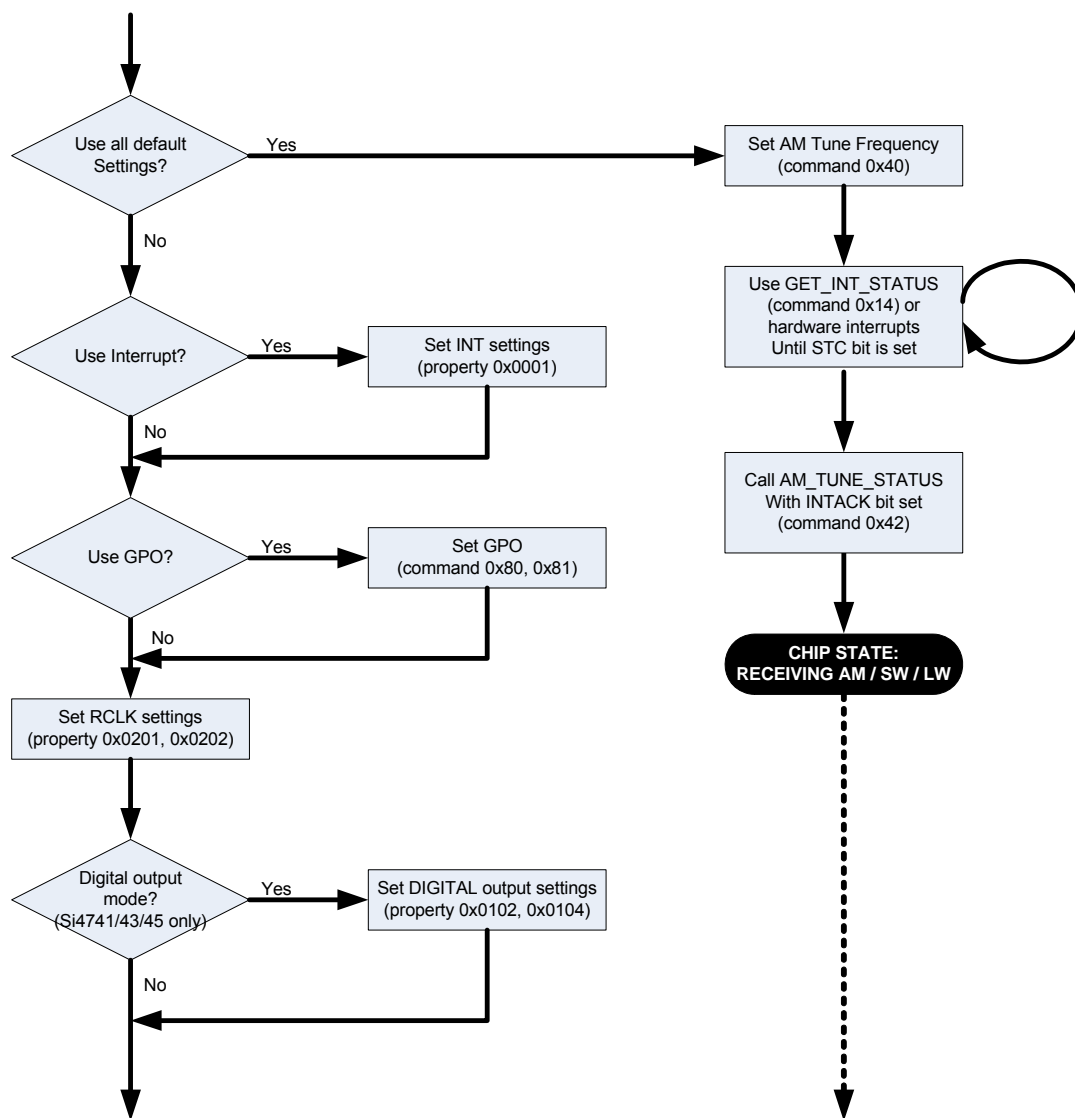 Use all default
Settings?
Yes
No
Set AM Tune Frequency
(command 0x40)
Use GET_INT_STATUS
(command 0x14) or
hardware interrupts
Until STC bit is set
Use Interrupt?
Yes
No
Set INT settings
(property 0x0001)
Call AM_TUNE_STATUS
With INTACK bit set
(command 0x42)
Use GPO?
Yes
No
Set GPO
(command 0x80, 0x81)
CHIP STATE:
RECEIVING AM / SW / LW
Set RCLK settings
(property 0x0201, 0x0202)
Digital output
mode?
(Si4741/43/45 only)
Yes
No
Set DIGITAL output settings
(property 0x0102, 0x0104)